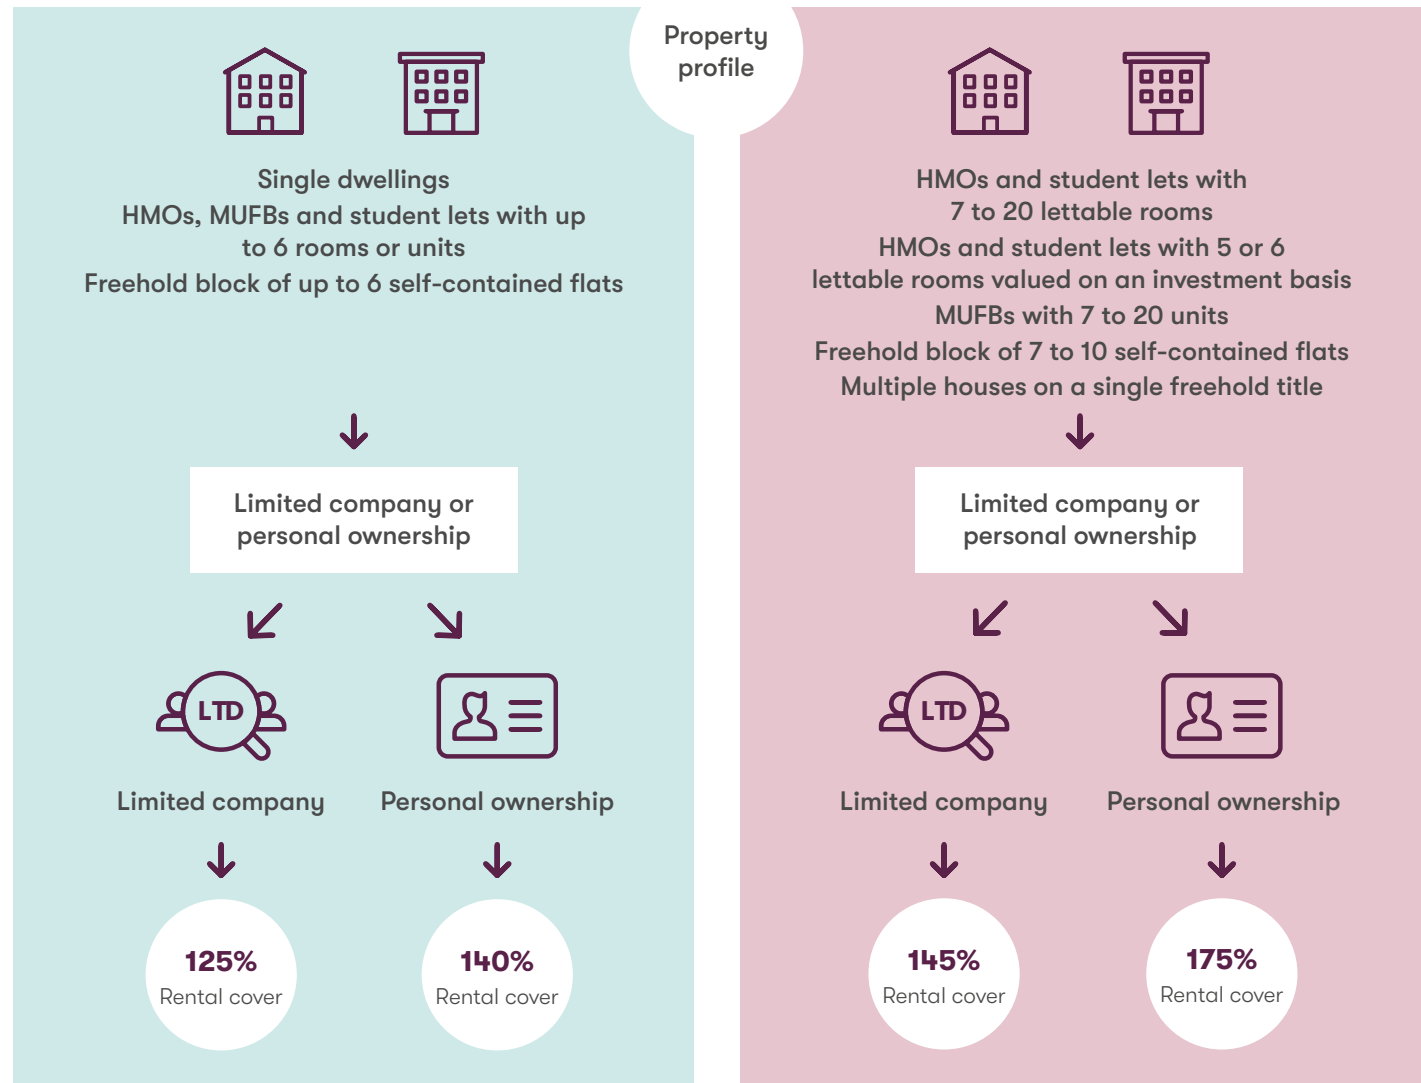 Property
profile
Single dwellings
HMOs, MUFBs and student lets with up
to 6 rooms or units
Freehold block of up to 6 self-contained flats
Limited company or
personal ownership
LTD
Limited company
Personal ownership
125%
Rental cover
140%
Rental cover
HMOs and student lets with
7 to 20 lettable rooms
HMOs and student lets with 5 or 6
lettable rooms valued on an investment basis
MUFBs with 7 to 20 units
Freehold block of 7 to 10 self-contained flats
Multiple houses on a single freehold title
Limited company or
personal ownership
LTD
Limited company
Personal ownership
145%
Rental cover
175%
Rental cover